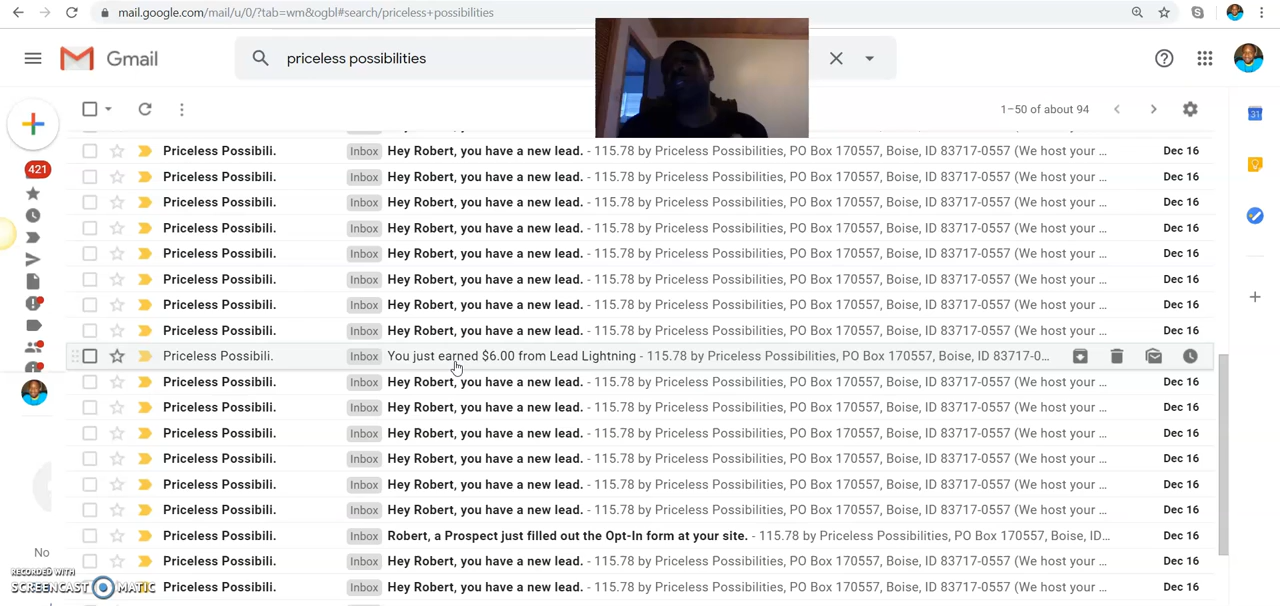 mail.google.com/mail/u/0/?tab=wm&ogbl#search/priceless+possibilities
Gmail
priceless possibilities
1–50 of about 94
421
31
Priceless Possibili. Inbox Hey Robert, you have a new lead. - 115.78 by Priceless Possibilities, PO Box 170557, Boise, ID 83717-0557 (We host your ... Dec 16
Priceless Possibili. Inbox Hey Robert, you have a new lead. - 115.78 by Priceless Possibilities, PO Box 170557, Boise, ID 83717-0557 (We host your ... Dec 16
Priceless Possibili. Inbox Hey Robert, you have a new lead. - 115.78 by Priceless Possibilities, PO Box 170557, Boise, ID 83717-0557 (We host your ... Dec 16
Priceless Possibili. Inbox Hey Robert, you have a new lead. - 115.78 by Priceless Possibilities, PO Box 170557, Boise, ID 83717-0557 (We host your ... Dec 16
Priceless Possibili. Inbox Hey Robert, you have a new lead. - 115.78 by Priceless Possibilities, PO Box 170557, Boise, ID 83717-0557 (We host your ... Dec 16
Priceless Possibili. Inbox Hey Robert, you have a new lead. - 115.78 by Priceless Possibilities, PO Box 170557, Boise, ID 83717-0557 (We host your ... Dec 16
Priceless Possibili. Inbox Hey Robert, you have a new lead. - 115.78 by Priceless Possibilities, PO Box 170557, Boise, ID 83717-0557 (We host your ... Dec 16
Priceless Possibili. Inbox Hey Robert, you have a new lead. - 115.78 by Priceless Possibilities, PO Box 170557, Boise, ID 83717-0557 (We host your ... Dec 16
Priceless Possibili. Inbox You just earned $6.00 from Lead Lightning - 115.78 by Priceless Possibilities, PO Box 170557, Boise, ID 83717-0...
Priceless Possibili. Inbox Hey Robert, you have a new lead. - 115.78 by Priceless Possibilities, PO Box 170557, Boise, ID 83717-0557 (We host your ... Dec 16
Priceless Possibili. Inbox Hey Robert, you have a new lead. - 115.78 by Priceless Possibilities, PO Box 170557, Boise, ID 83717-0557 (We host your ... Dec 16
Priceless Possibili. Inbox Hey Robert, you have a new lead. - 115.78 by Priceless Possibilities, PO Box 170557, Boise, ID 83717-0557 (We host your ... Dec 16
Priceless Possibili. Inbox Hey Robert, you have a new lead. - 115.78 by Priceless Possibilities, PO Box 170557, Boise, ID 83717-0557 (We host your ... Dec 16
Priceless Possibili. Inbox Hey Robert, you have a new lead. - 115.78 by Priceless Possibilities, PO Box 170557, Boise, ID 83717-0557 (We host your ... Dec 16
Priceless Possibili. Inbox Hey Robert, you have a new lead. - 115.78 by Priceless Possibilities, PO Box 170557, Boise, ID 83717-0557 (We host your ... Dec 16
Priceless Possibili. Inbox Robert, a Prospect just filled out the Opt-In form at your site. - 115.78 by Priceless Possibilities, PO Box 170557, Boise, ID... Dec 16
Priceless Possibili. Inbox Hey Robert, you have a new lead. - 115.78 by Priceless Possibilities, PO Box 170557, Boise, ID 83717-0557 (We host your ... Dec 16
Priceless Possibili. Inbox Hey Robert, you have a new lead. - 115.78 by Priceless Possibilities, PO Box 170557, Boise, ID 83717-0557 (We host your ... Dec 16
No
RECORDED WITH
SCREENCAST MATIC